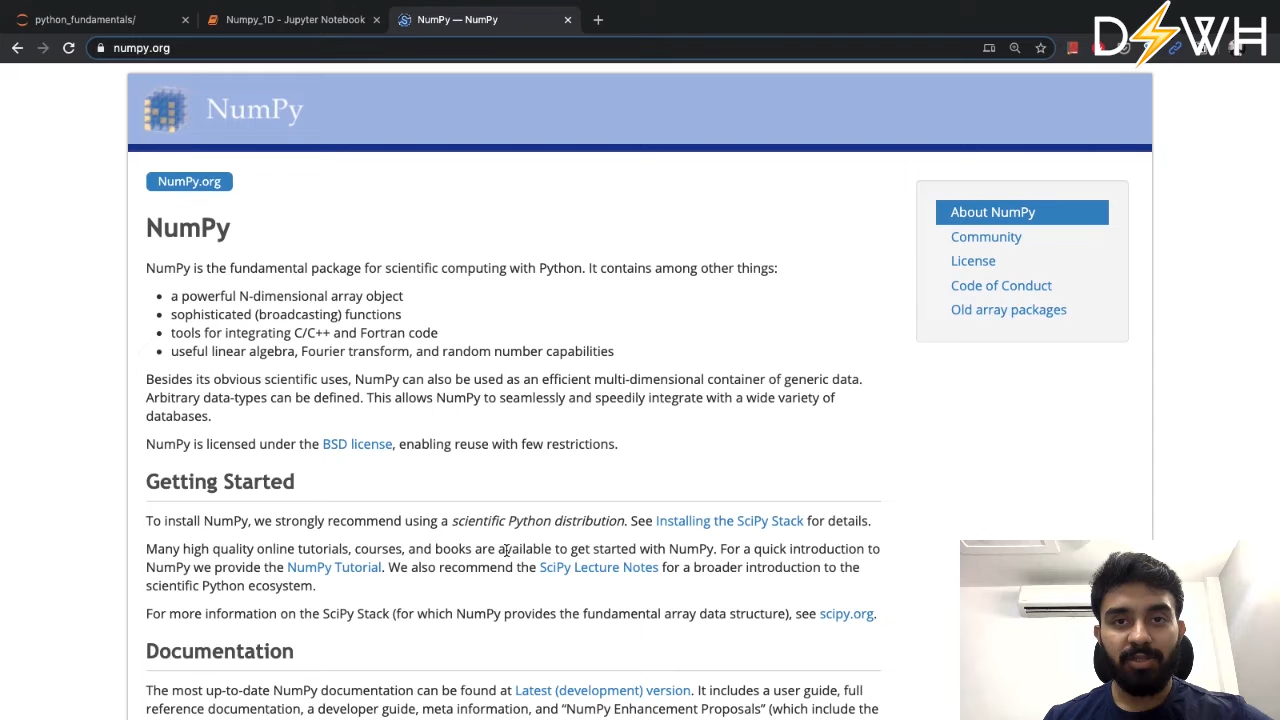 python_fundamentals/
Numpy_1D - Jupyter Notebook
NumPy — NumPy
numpy.org
D WH
NumPy
NumPy.org
NumPy
NumPy is the fundamental package for scientific computing with Python. It contains among other things:
• a powerful N-dimensional array object
• sophisticated (broadcasting) functions
• tools for integrating C/C++ and Fortran code
• useful linear algebra, Fourier transform, and random number capabilities
Besides its obvious scientific uses, NumPy can also be used as an efficient multi-dimensional container of generic data.
Arbitrary data-types can be defined. This allows NumPy to seamlessly and speedily integrate with a wide variety of
databases.
NumPy is licensed under the BSD license, enabling reuse with few restrictions.
Getting Started
To install NumPy, we strongly recommend using a scientific Python distribution. See Installing the SciPy Stack for details.
Many high quality online tutorials, courses, and books are available to get started with NumPy. For a quick introduction to
NumPy we provide the NumPy Tutorial. We also recommend the SciPy Lecture Notes for a broader introduction to the
scientific Python ecosystem.
For more information on the SciPy Stack (for which NumPy provides the fundamental array data structure), see scipy.org.
Documentation
The most up-to-date NumPy documentation can be found at Latest (development) version. It includes a user guide, full
reference documentation, a developer guide, meta information, and “NumPy Enhancement Proposals” (which include the
About NumPy
Community
License
Code of Conduct
Old array packages